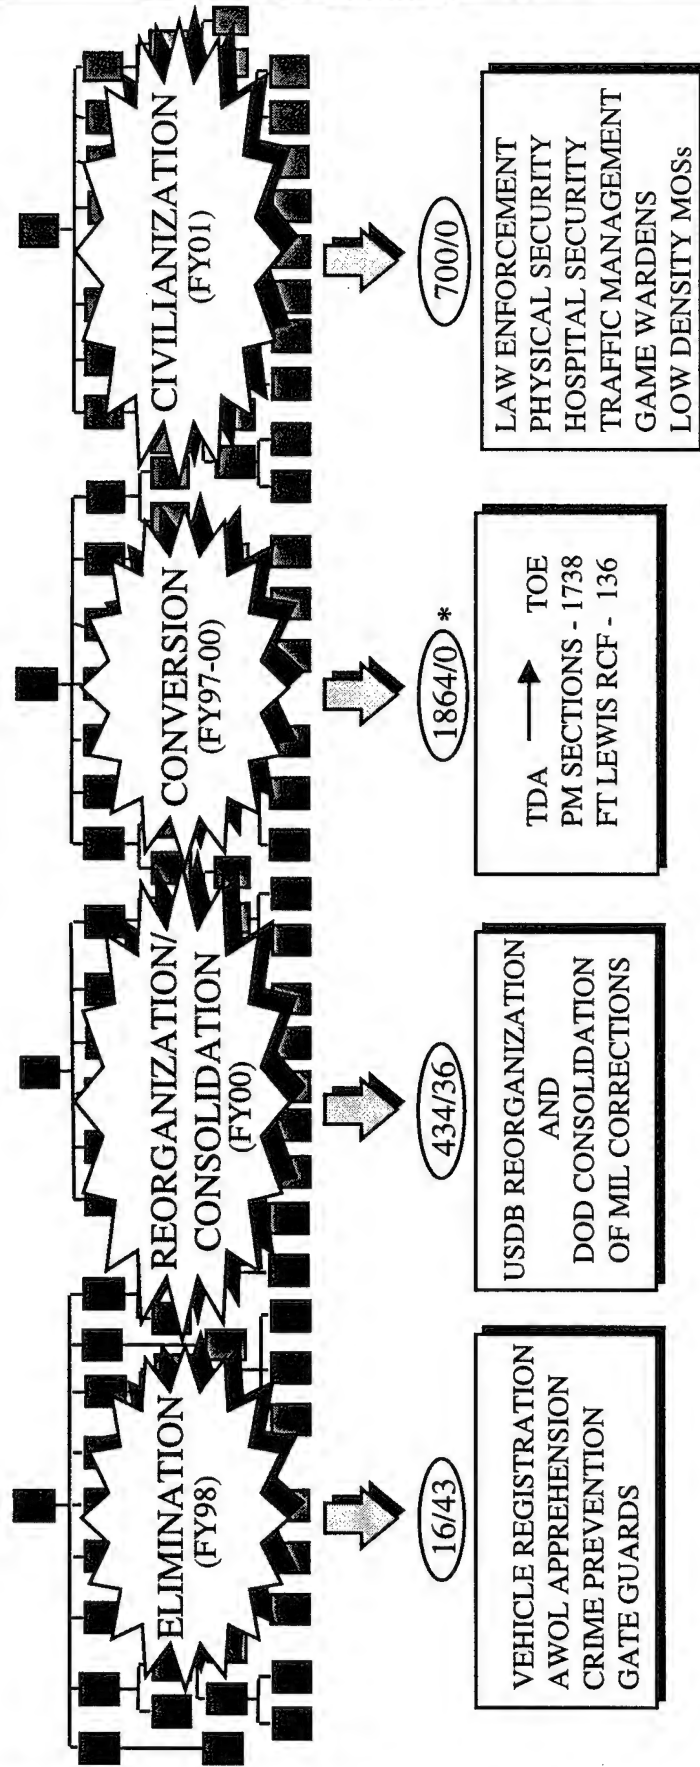 ELIMINATION
(FY98)
16/43
VEHICLE REGISTRATION
AWOL APPREHENSION
CRIME PREVENTION
GATE GUARDS
REORGANIZATION/
CONSOLIDATION
(FY00)
434/36
USDB REORGANIZATION
AND
DOD CONSOLIDATION
OF MIL CORRECTIONS
CONVERSION
(FY97-00)
1864/0 *
TDA TOE
PM SECTIONS - 1738
FT LEWIS RCF - 136
CIVILIANIZATION
(FY01)
700/0
LAW ENFORCEMENT
PHYSICAL SECURITY
HOSPITAL SECURITY
TRAFFIC MANAGEMENT
GAME WARDENS
LOW DENSITY MOSs